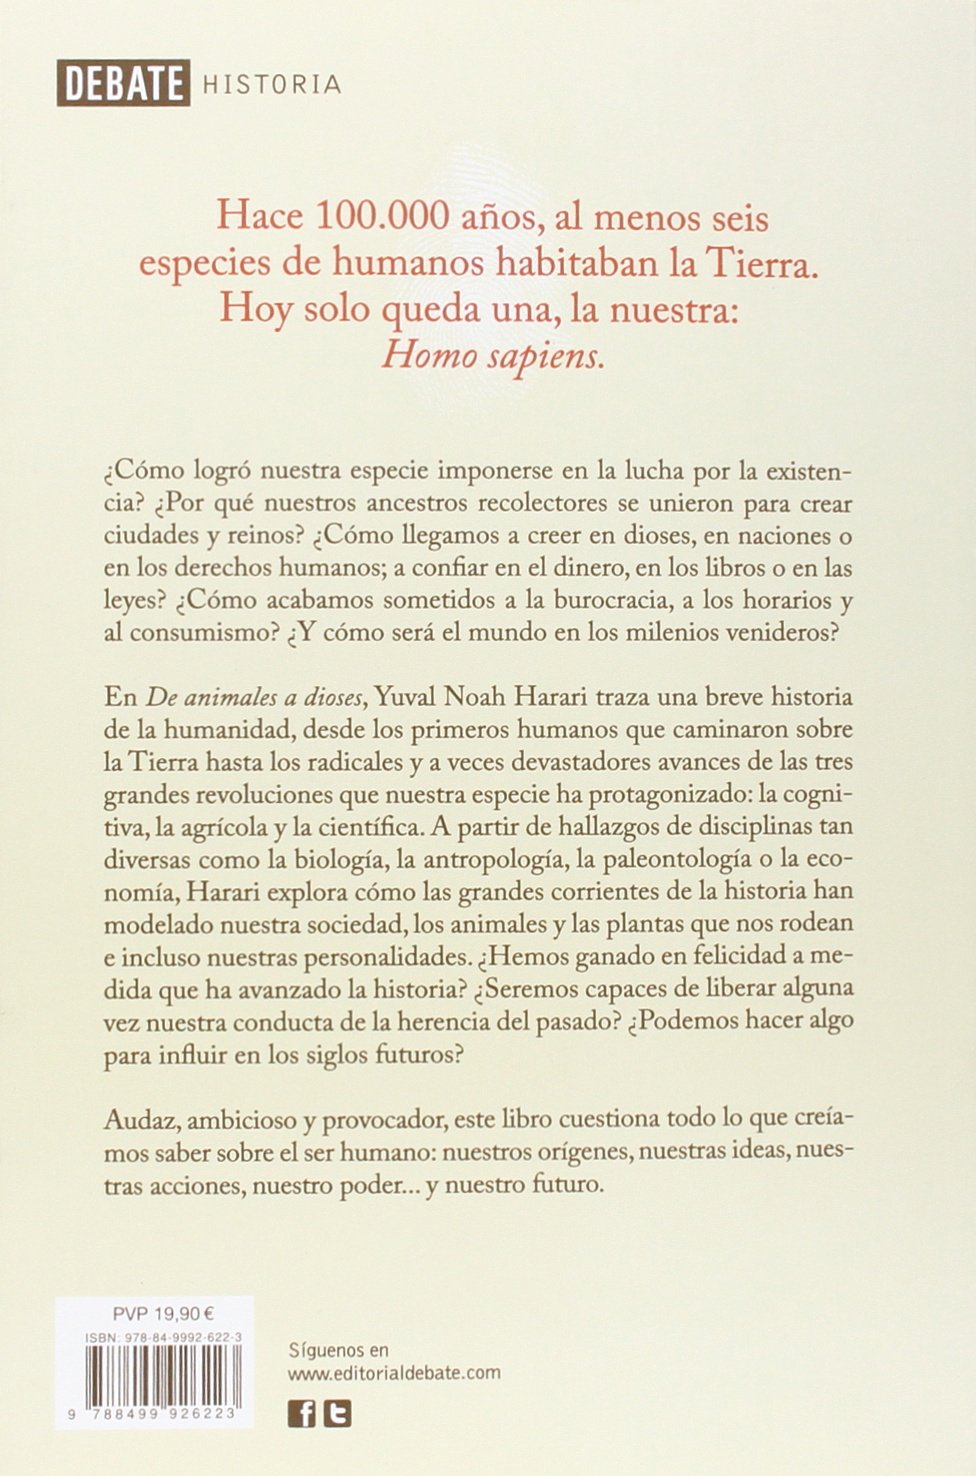 DEBATE HISTORIA
Hace 100.000 años, al menos seis
especies de humanos habitaban la Tierra.
Hoy solo queda una, la nuestra:
Homo sapiens.
¿Cómo logró nuestra especie imponerse en la lucha por la existen-
cia? ¿Por qué nuestros ancestros recolectores se unieron para crear
ciudades y reinos? ¿Cómo llegamos a creer en dioses, en naciones o
en los derechos humanos; a confiar en el dinero, en los libros o en las
leyes? ¿Cómo acabamos sometidos a la burocracia, a los horarios y
al consumismo? ¿Y cómo será el mundo en los milenios venideros?
En De animales a dioses, Yuval Noah Harari traza una breve historia
de la humanidad, desde los primeros humanos que caminaron sobre
la Tierra hasta los radicales y a veces devastadores avances de las tres
grandes revoluciones que nuestra especie ha protagonizado: la cogni-
tiva, la agrícola y la científica. A partir de hallazgos de disciplinas tan
diversas como la biología, la antropología, la paleontología o la eco-
nomía, Harari explora cómo las grandes corrientes de la historia han
modelado nuestra sociedad, los animales y las plantas que nos rodean
e incluso nuestras personalidades. ¿Hemos ganado en felicidad a me-
dida que ha avanzado la historia? ¿Seremos capaces de liberar alguna
vez nuestra conducta de la herencia del pasado? ¿Podemos hacer algo
para influir en los siglos futuros?
Audaz, ambicioso y provocador, este libro cuestiona todo lo que creía-
mos saber sobre el ser humano: nuestros orígenes, nuestras ideas, nues-
tras acciones, nuestro poder... y nuestro futuro.
PVP 19,90 €
ISBN: 978-84-9992-622-3
9 788499 926223
Síguenos en
www.editorialdebate.com